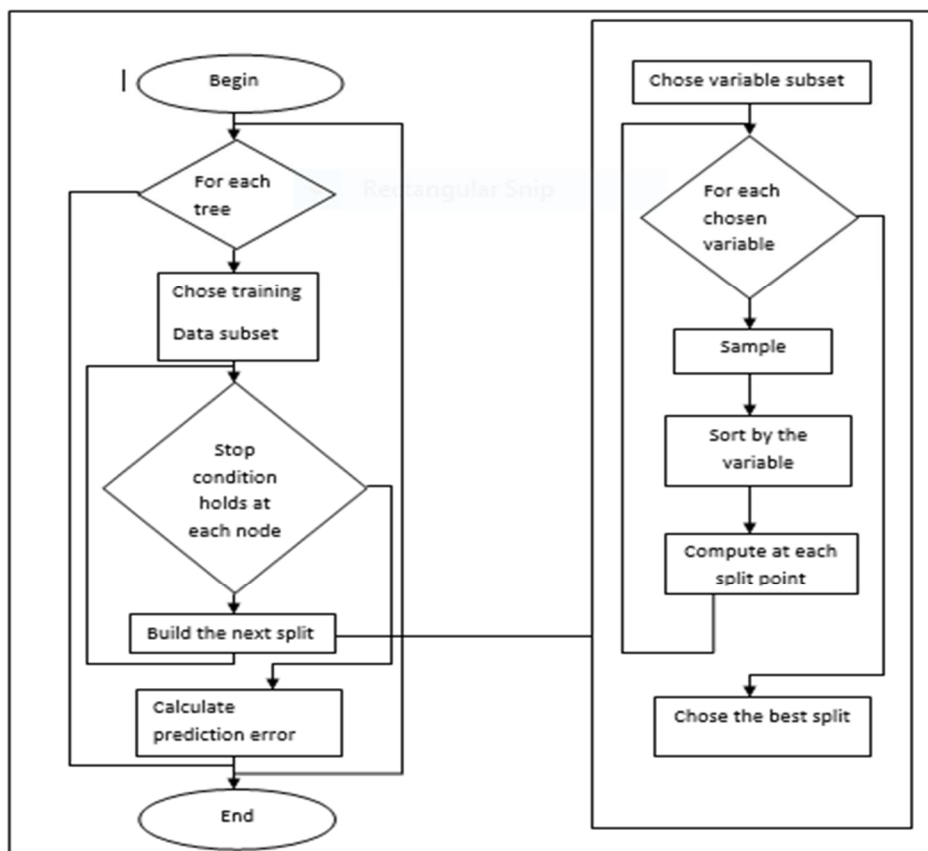 Begin
For each
tree
Chose training
Data subset
Stop
condition
holds at
each node
Build the next split
Calculate
prediction error
End
Rectangular Snip
Chose variable subset
For each
chosen
variable
Sample
Sort by the
variable
Compute at each
split point
Chose the best split